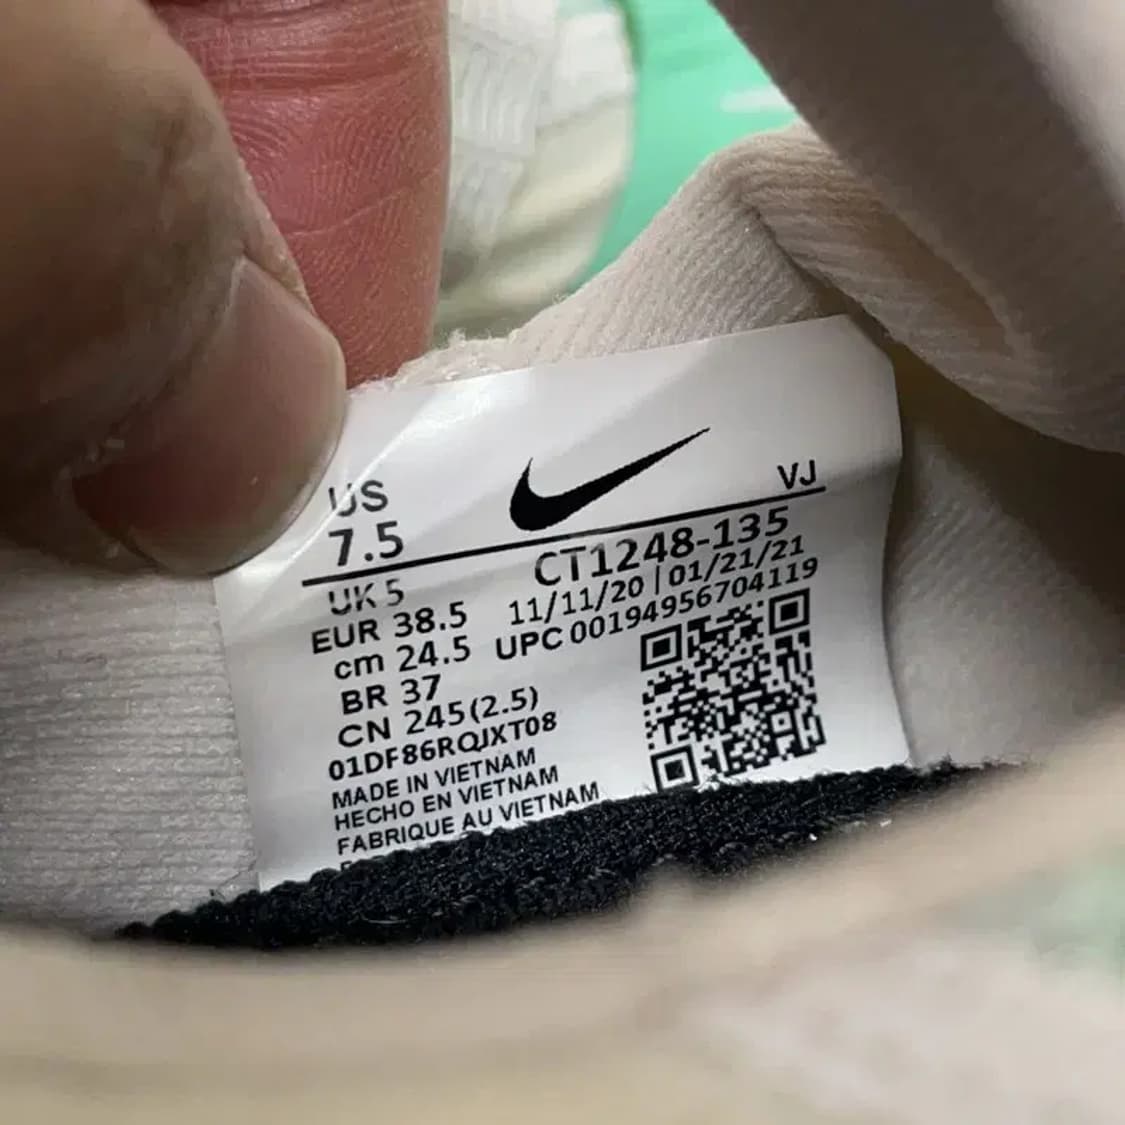 US
7.5
VJ
CT1248-135
UK 5
11/11/20 | 01/21/21
EUR 38.5
UPC 00194956704119
cm 24.5
BR 37
CN 245(2.5)
01DF86RQJXT08
MADE IN VIETNAM
HECHO EN VIETNAM
FABRIQUE AU VIETNAM